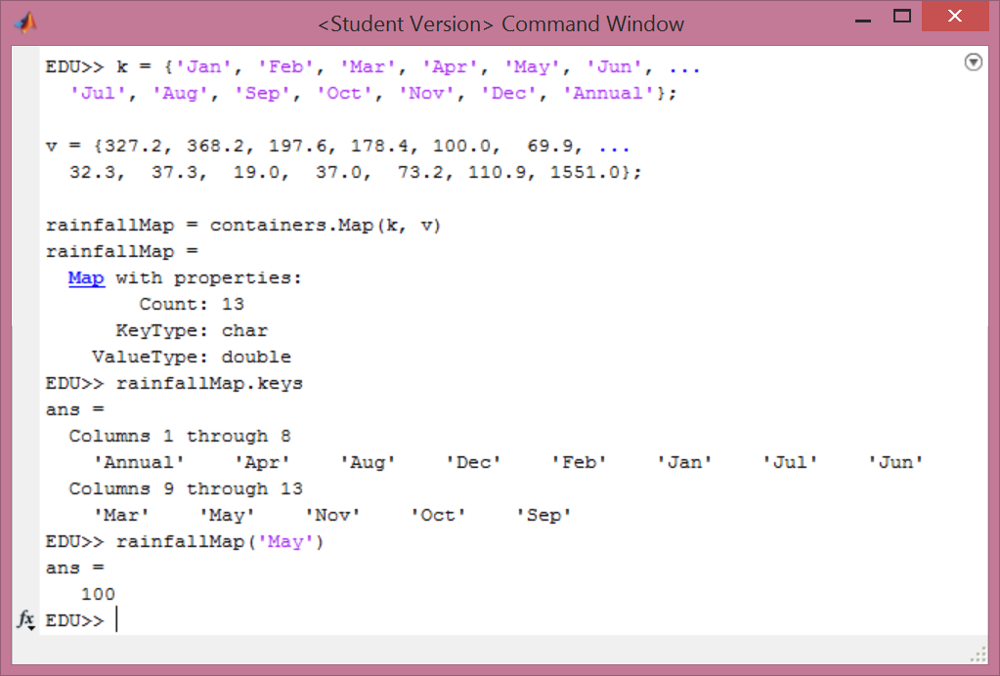 <Student Version> Command Window
EDU>> k = {'Jan', 'Feb', 'Mar', 'Apr', 'May', 'Jun', ...
'Jul', 'Aug', 'Sep', 'Oct', 'Nov', 'Dec', 'Annual'};
v = {327.2, 368.2, 197.6, 178.4, 100.0,  69.9, ...
32.3,  37.3,  19.0,  37.0,  73.2, 110.9, 1551.0};
rainfallMap = containers.Map(k, v)
rainfallMap =
Map with properties:
Count: 13
KeyType: char
ValueType: double
EDU>> rainfallMap.keys
ans =
Columns 1 through 8
'Annual'    'Apr'    'Aug'    'Dec'    'Feb'    'Jan'    'Jul'    'Jun'
Columns 9 through 13
'Mar'    'May'    'Nov'    'Oct'    'Sep'
EDU>> rainfallMap('May')
ans =
100
fx EDU>>